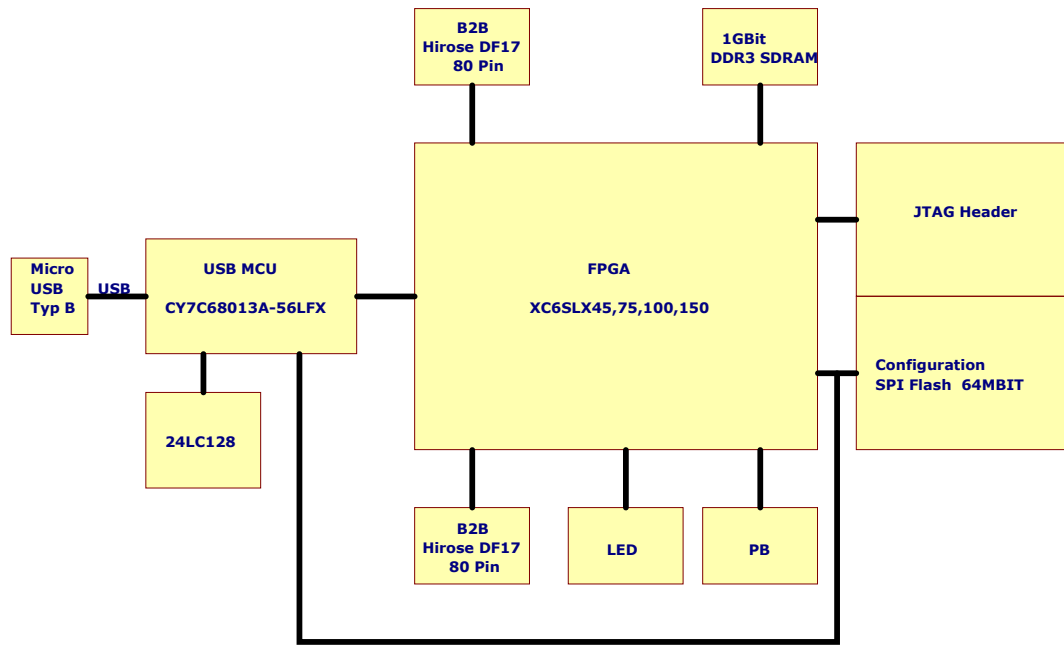 B2B
Hirose DF17
80 Pin
1GBit
DDR3 SDRAM
JTAG Header
Micro
USB
Typ B
USB
USB MCU
CY7C68013A-56LFX
FPGA
XC6SLX45,75,100,150
Configuration
SPI Flash  64MBIT
24LC128
B2B
Hirose DF17
80 Pin
LED
PB